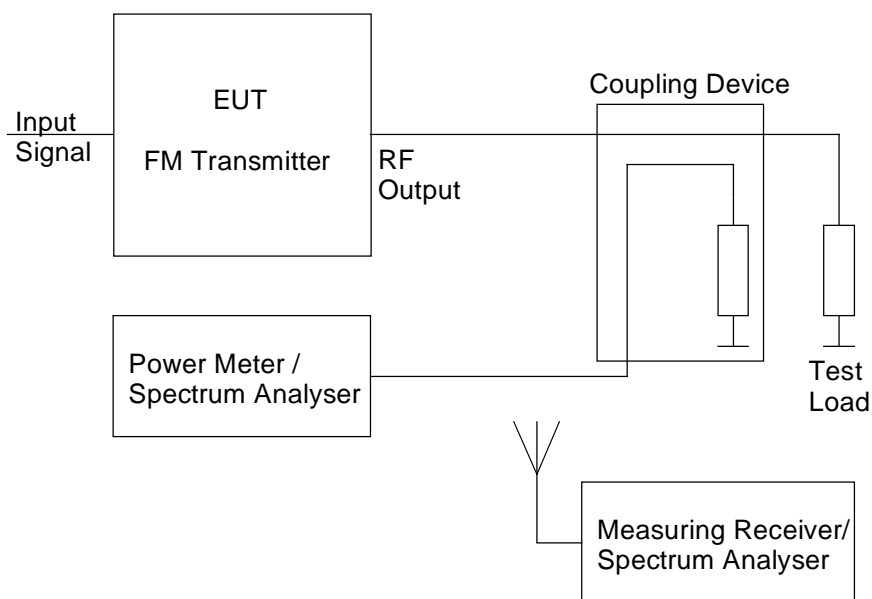 EUT
FM Transmitter
Input
Signal
RF
Output
Coupling Device
Power Meter /
Spectrum Analyser
Test
Load
Measuring Receiver/
Spectrum Analyser